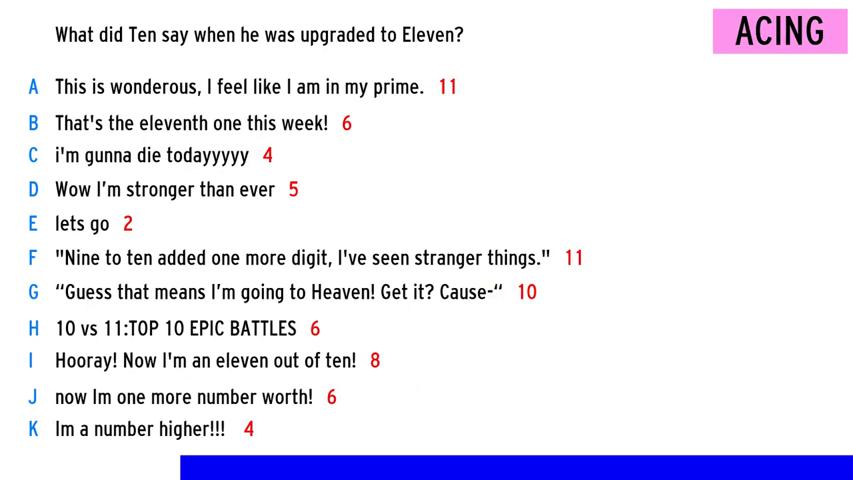 What did Ten say when he was upgraded to Eleven?
ACING
A This is wonderous, I feel like I am in my prime. 11
B That's the eleventh one this week! 6
C i'm gunna die todayyyyy 4
D Wow I’m stronger than ever 5
E lets go 2
F "Nine to ten added one more digit, I've seen stranger things." 11
G “Guess that means I’m going to Heaven! Get it? Cause-“ 10
H 10 vs 11:TOP 10 EPIC BATTLES 6
I Hooray! Now I'm an eleven out of ten! 8
J now Im one more number worth! 6
K Im a number higher!!! 4